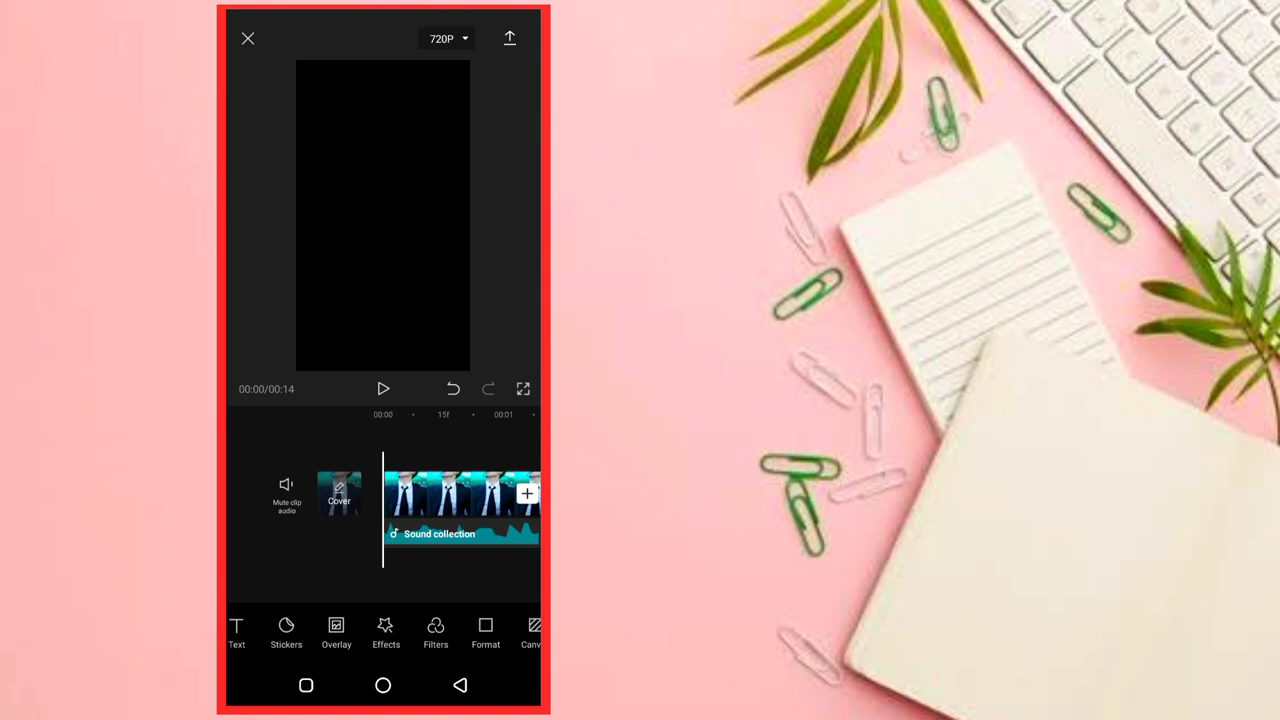 720P
00:00/00:14
00:00
15f
00:01
Mute clip
audio
Cover
Sound collection
Text
Stickers
Overlay
Effects
Filters
Format
Canv